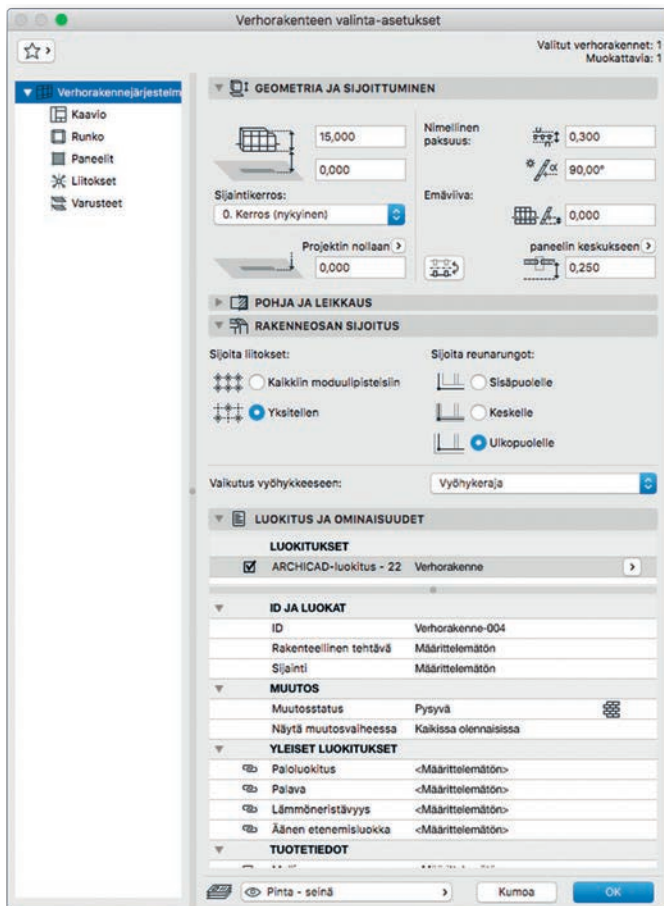 Verhorakenteen valinta-asetukset
Valitut verhorakennet: 1
Muokattavia: 1
Verhorakennejärjestelm
Kaavio
Runko
Paneelit
Liitokset
Varusteet
GEOMETRIA JA SIJOITTUMINEN
15,000
0,000
Sijaintikerros:
0. Kerros (nykyinen)
Projektin nollaan
0,000
Nimellinen
paksuus:
0,300
α
90,00°
Emäviiva:
0,000
paneelin keskukseen
0,250
POHJA JA LEIKKAUS
RAKENNEOSAN SIJOITUS
Sijoita liitokset:
Kaikkiin moduulipisteisiin
Yksitellen
Sijoita reunarungot:
Sisäpuolelle
Keskelle
Ulkopuolelle
Vaikutus vyöhykkeeseen:
Vyöhykeraja
LUOKITUS JA OMINAISUUDET
LUOKITUKSET
ARCHICAD-luokitus - 22 Verhorakenne
ID JA LUOKAT
ID Verhorakenne-004
Rakenteellinen tehtävä Määrittelemätön
Sijainti Määrittelemätön
MUUTOS
Muutosstatus Pysyvä
Näytä muutosvaiheessa Kaikissa olennaisissa
YLEISET LUOKITUKSET
Paloluokitus <Määrittelemätön>
Palava <Määrittelemätön>
Lämmöneristävyys <Määrittelemätön>
Äänen etenemisluokka <Määrittelemätön>
TUOTETIEDOT
Pinta - seinä
Kumoa
OK